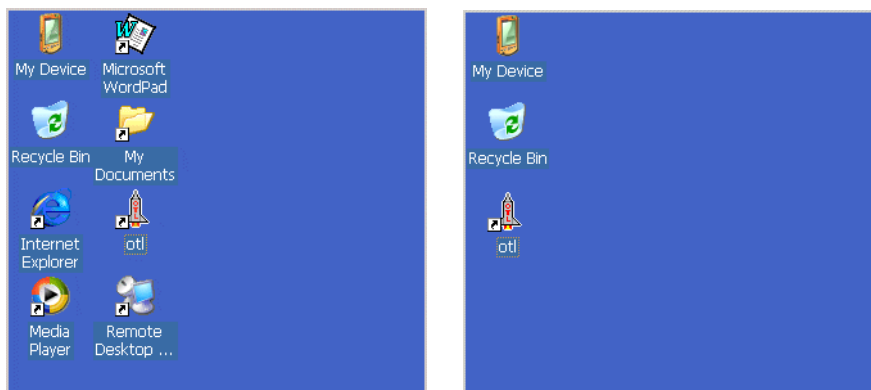 My Device
Microsoft
WordPad
Recycle Bin
My
Documents
Internet
Explorer
otl
Media
Player
Remote
Desktop ...
My Device
Recycle Bin
otl